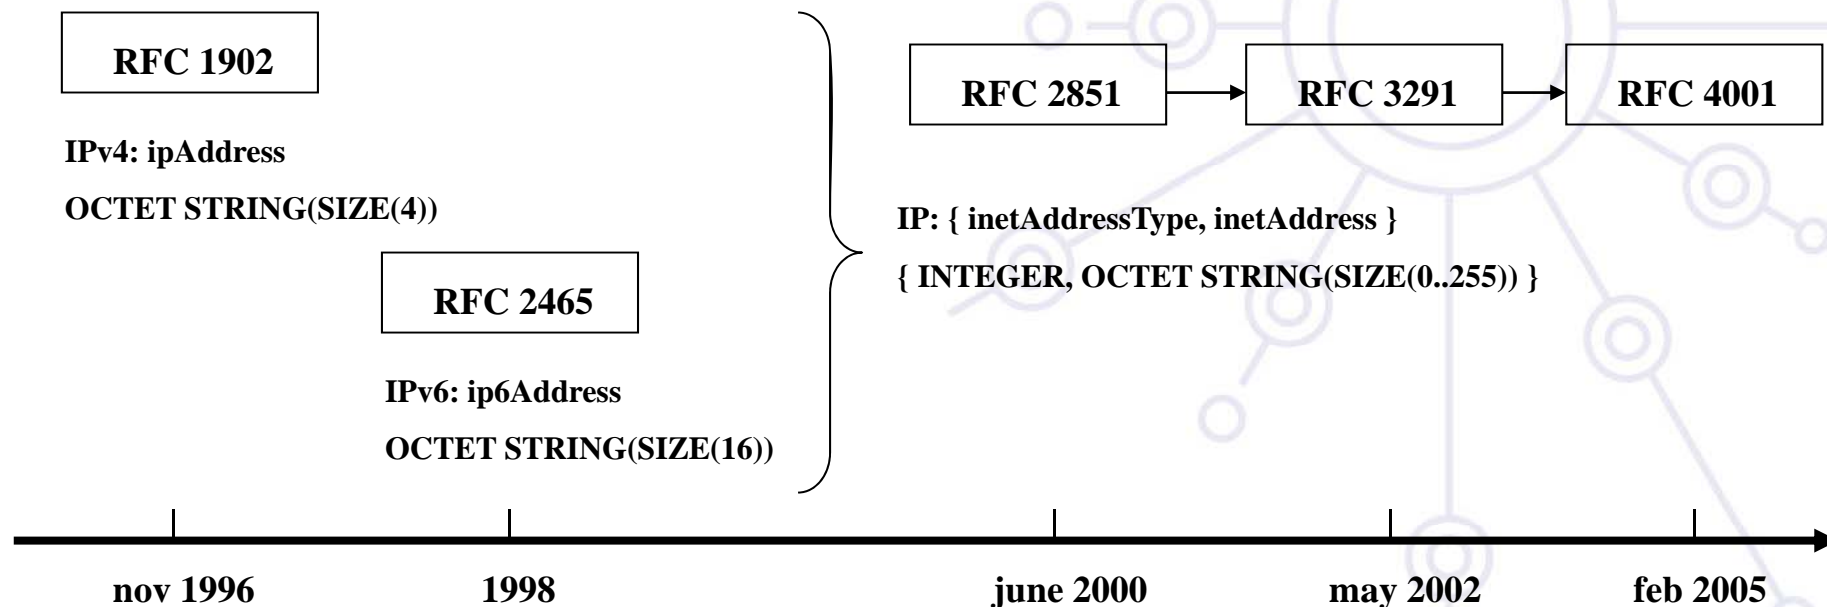 RFC 1902
IPv4: ipAddress
OCTET STRING(SIZE(4))
RFC 2465
IPv6: ip6Address
OCTET STRING(SIZE(16))
RFC 2851
RFC 3291
RFC 4001
IP: { inetAddressType, inetAddress }
{ INTEGER, OCTET STRING(SIZE(0..255)) }
nov 1996
1998
june 2000
may 2002
feb 2005